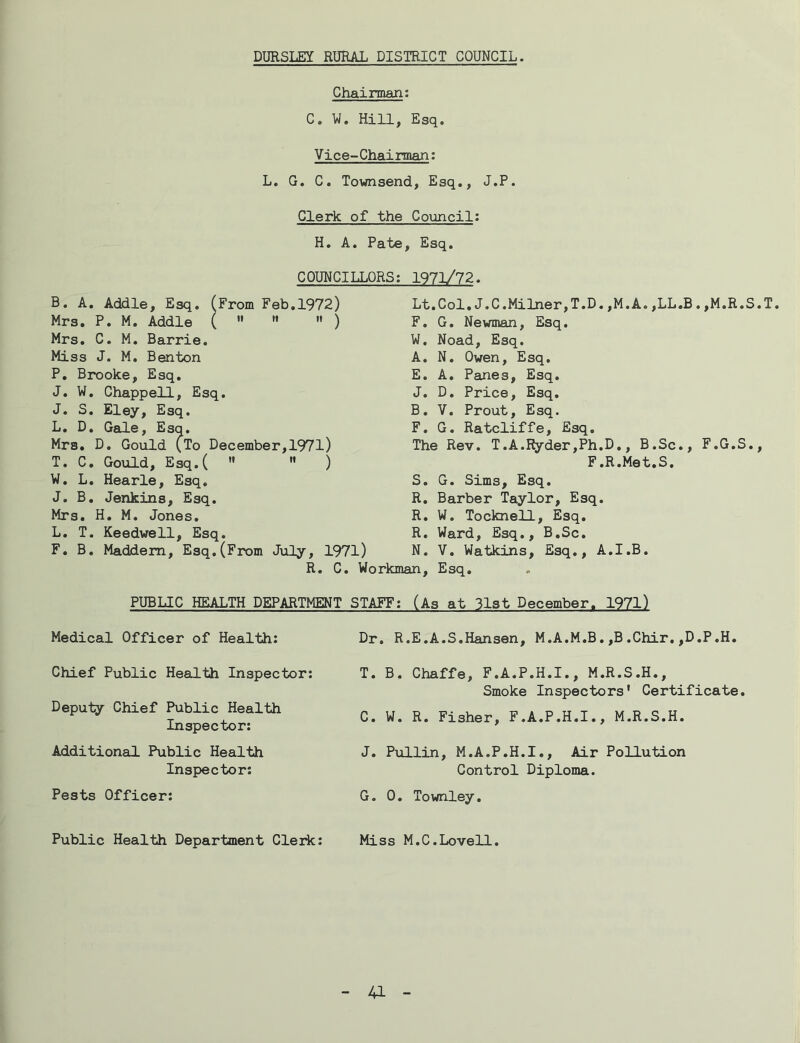 DURSLEY RURAL DISTRICT COUNCIL.
Chairman:
C. W. Hill, Esq.
Vice-Chairman:
L. G. C. Townsend, Esq., J.P.
Clerk of the Council:
H. A. Pate, Esq.
COUNCILLORS: 1971/72.
B. A. Addle, Esq. (From Feb.1972)
Mrs. P. M. Addle ( " " " )
Mrs. C. M. Barrie.
Miss J. M. Benton
P. Brooke, Esq.
J. W. Chappell, Esq.
J. S. Eley, Esq.
L. D. Gale, Esq.
Mrs. D. Gould (To December,1971)
T. C. Gould, Esq.( " " )
W. L. Hearle, Esq.
J. B. Jenkins, Esq.
Mrs. H. M. Jones.
L. T. Keedwell, Esq.
F. B. Maddern, Esq.(From July, 1971)
Lt.Col.J.C.Milner,T.D.,M.A.,LL.B.,M.R.S.T.
F. G. Newman, Esq.
W. Noad, Esq.
A. N. Owen, Esq.
E. A. Panes, Esq.
J. D. Price, Esq.
B. V. Prout, Esq.
F. G. Ratcliffe, Esq.
The Rev. T.A.Ryder,Ph.D., B.Sc., F.G.S.,
F.R.Met.S.
S. G. Sims, Esq.
R. Barber Taylor, Esq.
R. W. Tocknell, Esq.
R. Ward, Esq., B.Sc.
N. V. Watkins, Esq., A.I.B.
R. C. Workman, Esq.
PUBLIC HEALTH DEPARTMENT STAFF: (As at 31st December, 1971)
Medical Officer of Health: Dr. R.E.A.S.Hansen, M.A.M.B.,B.Chir.,D.P.H.
Chief Public Health Inspector: T. B. Chaffe, F.A.P.H.I., M.R.S.H.,
Smoke Inspectors' Certificate.
Deputy Chief Public Health
Inspector: C. W. R. Fisher, F.A.P.H.I., M.R.S.H.
Additional Public Health J. Pullin, M.A.P.H.I., Air Pollution
Inspector: Control Diploma.
Pests Officer: G. O. Townley.
Public Health Department Clerk: Miss M.C.Lovell.
- 41 -